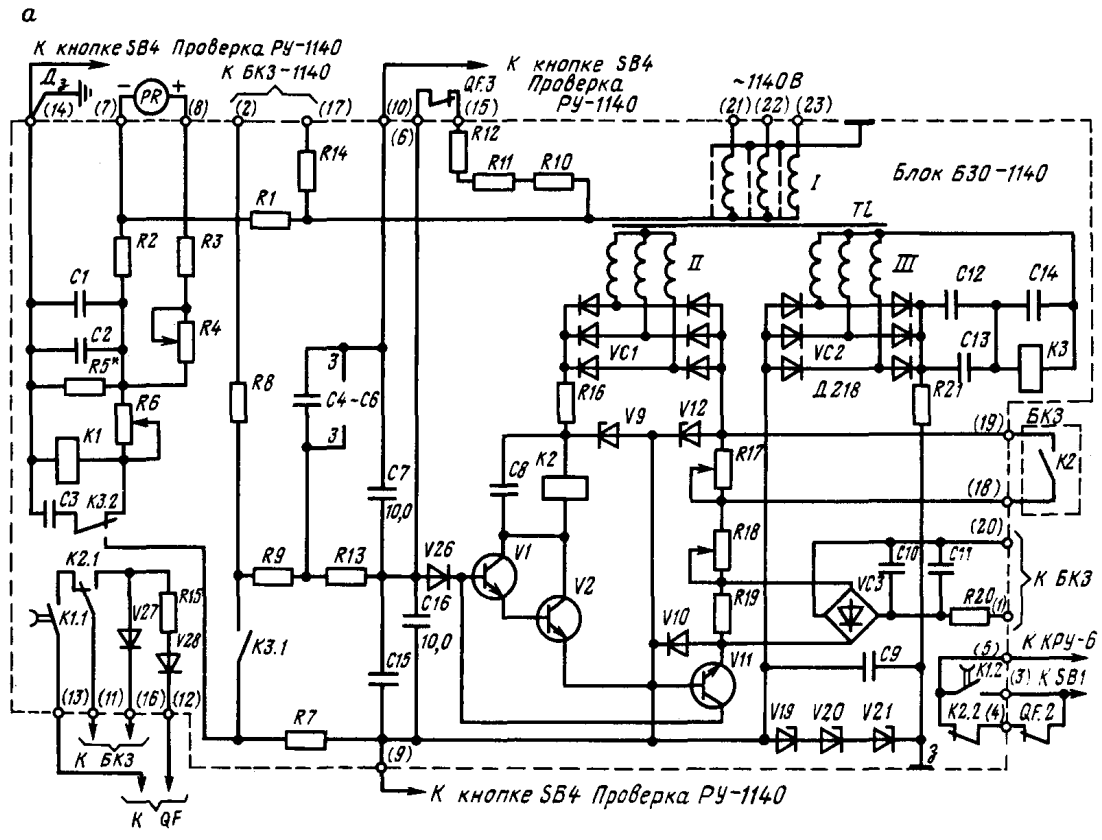 а
К кнопке SB4 Проверка РУ-1140
К БКЗ-1140
К кнопке SB4
Проверка
РУ-1140
~1140 В
Дз
(14)
(7)
-
PR
+
(8)
(2)
(17)
(10)
(6)
QF.3
(15)
(21)
(22)
(23)
R12
R11
R10
R14
R1
I
Блок БЗО-1140
TL
R2
R3
C1
R4
C2
R5*
R6
K1
C3
K3.2
R8
З
C4~C6
З
II
III
VC1
VC2
Д218
C12
C14
C13
K3
R16
R21
V9
V12
(19)
БКЗ
K2
C8
K2
R17
(18)
C7
10,0
R18
(20)
C10
C11
VC3
К БКЗ
R9
R13
V26
V1
V2
R19
R20
(1)
C16
10,0
V10
V11
K2.1
K1.1
V27
R15
V28
K3.1
C15
C9
(5)
К КРУ-6
K1.2
(3)
К SB1
K2.2
(4)
QF.2
(13)
(11)
(16)
(12)
R7
V19
V20
V21
З
К БКЗ
(9)
К кнопке SB4 Проверка РУ-1140
К QF